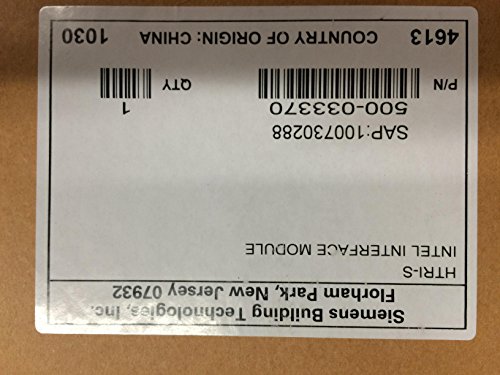 Siemens Building Technologies, Inc.
Florham Park, New Jersey 07932
HTRI-S
INTEL INTERFACE MODULE
SAP:100730288
500-033370
P/N
QTY
1
4613 COUNTRY OF ORIGIN: CHINA 1030